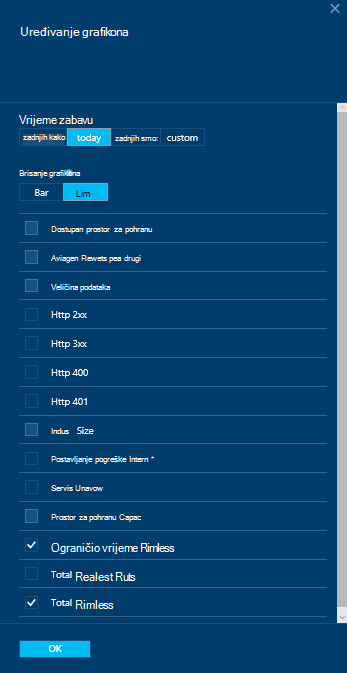 Uređivanje grafikona
Vrijeme zabavu
zadnjih kako today zadnjih smo: custom
Brisanje grafikona
Bar Lim
Dostupan prostor za pohranu
Aviagen Rewets pea drugi
Veličina podataka
Http 2xx
Http 3xx
Http 400
Http 401
Indus Size
Postavljanje pogreške Intern *
Servis Unavow
Prostor za pohranu Capac
Ograničio vrijeme Rimless
Total Realest Ruts
Total Rimless
OK